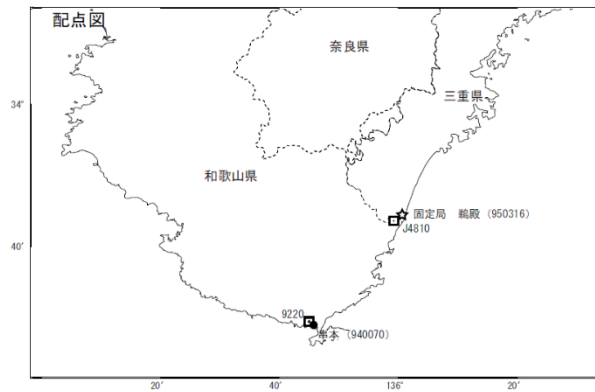 配点図
奈良県
34′
三重県
和歌山県
固定局 鵜殿 (950316)
J4810
40′
9220
串本 (940070)
20′
40′
136°
20′